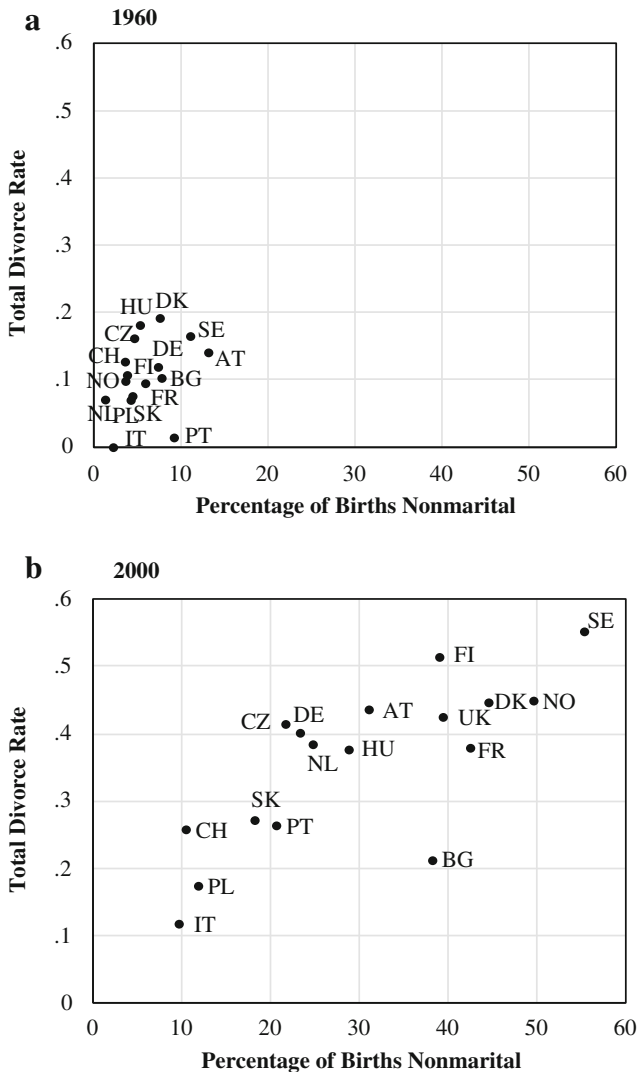 a 1960
.6
.5
.4
.3
.2
.1
0
Total Divorce Rate
HU DK
CZ SE
CH FI DE AT
NO BG
NL PL SK FR
IT PT
0 10 20 30 40 50 60
Percentage of Births Nonmarital
b 2000
.6
.5
.4
.3
.2
.1
0
Total Divorce Rate
SE
FI
CZ DE AT UK DK NO
NL HU FR
SK
CH PT
BG
PL
IT
0 10 20 30 40 50 60
Percentage of Births Nonmarital